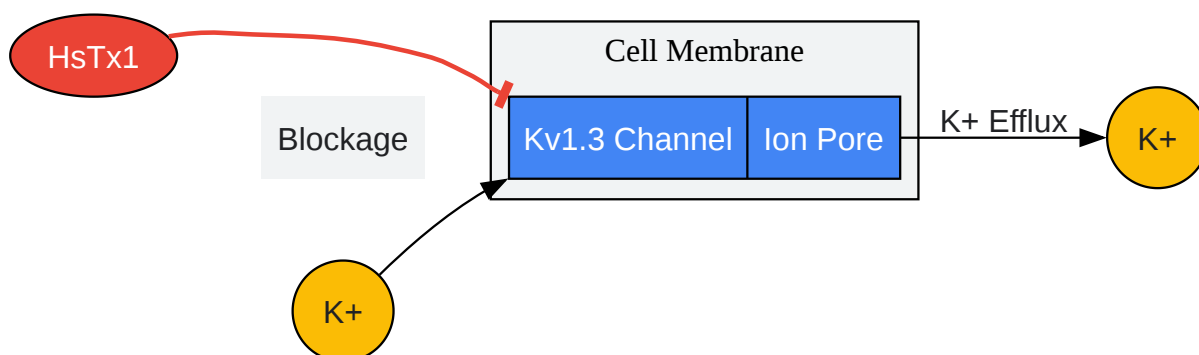 HsTx1
Cell Membrane
Blockage
Kv1.3 Channel
Ion Pore
K+ Efflux
K+
K+